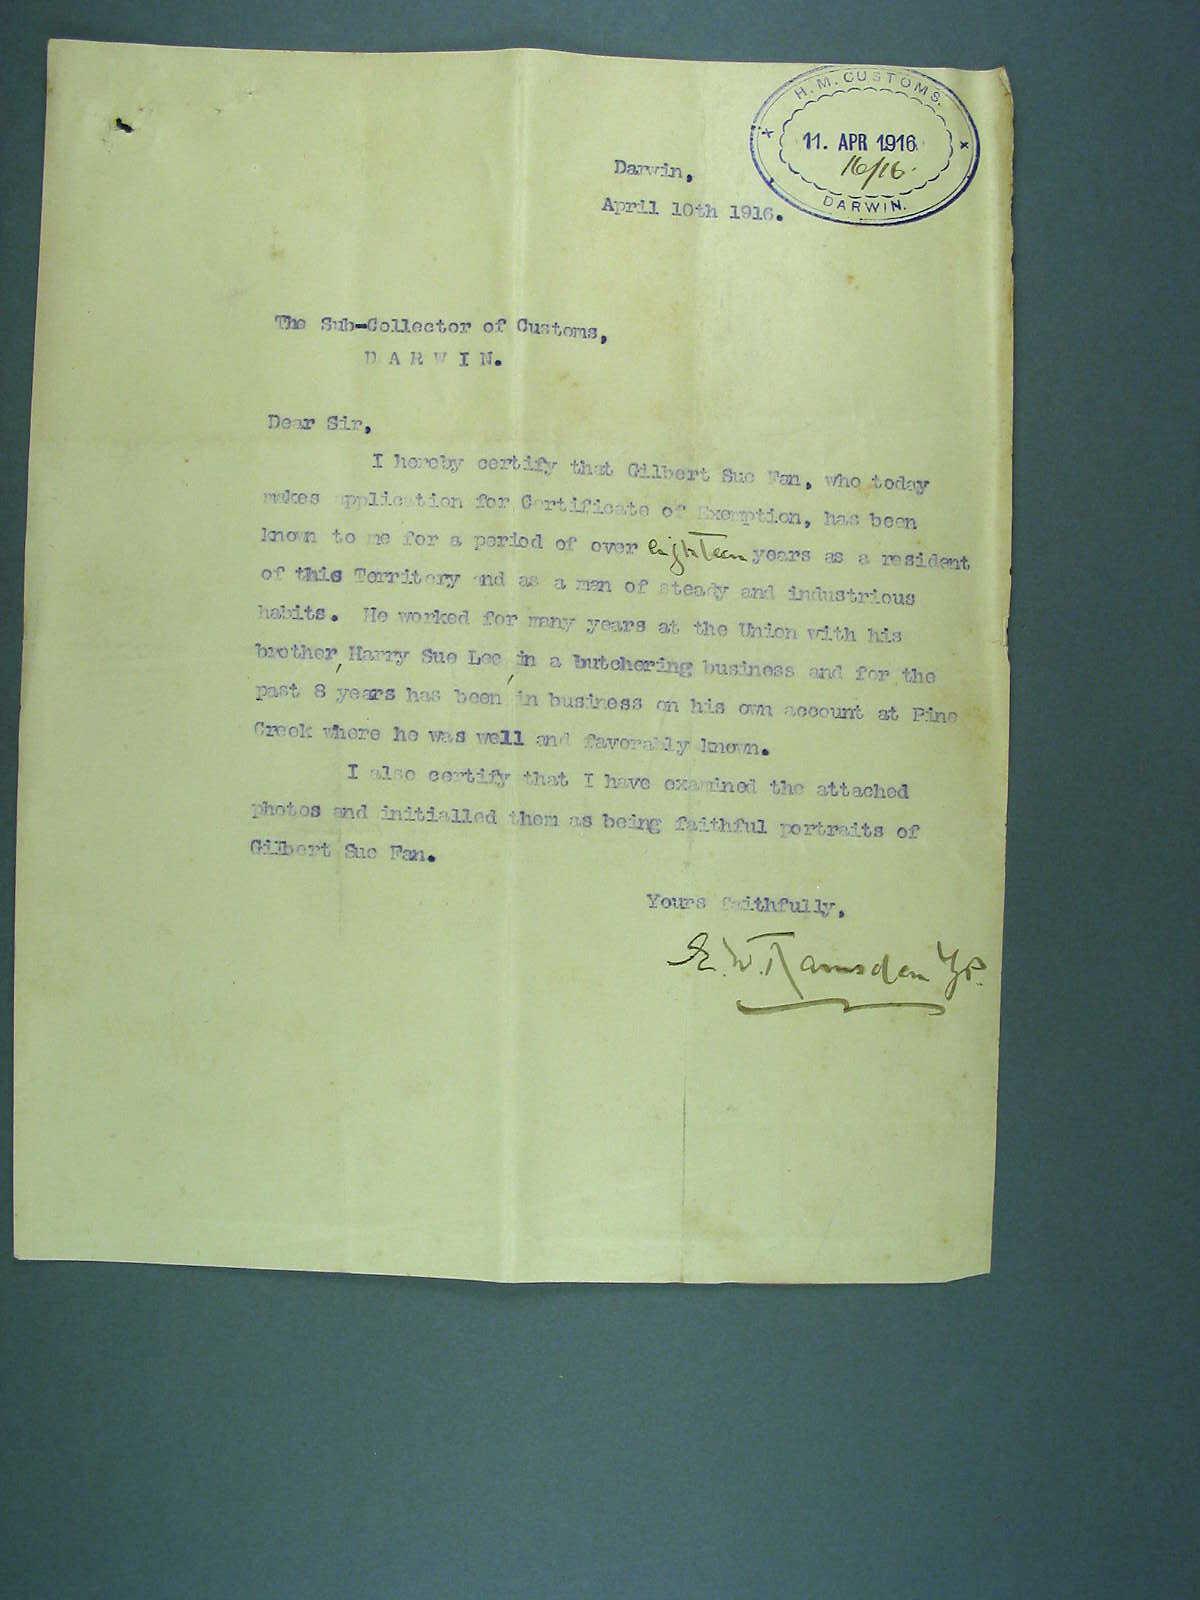 H. M. CUSTOMS.
11. APR 1916
16/16.
DARWIN.
Darwin,
April 10th 1916.
The Sub-Collector of Customs,
D A R W I N.
Dear Sir,
I hereby certify that Gilbert Sue Fan, who today
makes application for Certificate of Exemption, has been
known to me for a period of over eighteen years as a resident
of this Territory and as a man of steady and industrious
habits. He worked for many years at the Union with his
brother, Harry Sue Lee, in a butchering business and for the
past 8 years has been in business on his own account at Pine
Creek where he was well and favorably known.
I also certify that I have examined the attached
photos and initialled them as being faithful portraits of
Gilbert Sue Fan.
Yours faithfully,
E. W. Ramsden JP.